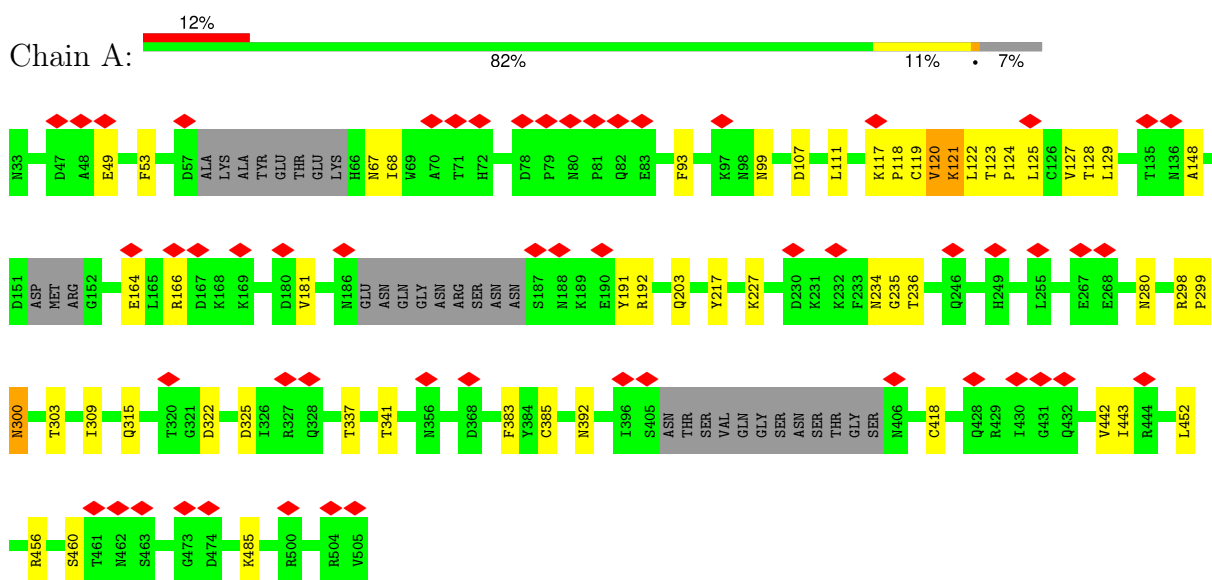 12%
Chain A:
82% 11% • 7%
N33 D47 A48 E49 F53 D57 ALA LYS ALA TYR GLU THR GLU LYS H66 N67 I68 W69 A70 T71 H72 D78 P79 N80 P81 Q82 E83 F93 K97 N98 N99 D107 L111 K117 P118 C119 V120 K121 L122 T123 P124 L125 C126 V127 T128 L129 T135 N136 A148
D151 ASP MET ARG G152 E164 L165 R166 D167 K168 K169 D180 V181 N186 GLU ASN GLN GLY ASN ARG SER ASN ASN S187 N188 K189 E190 Y191 R192 Q203 Y217 K227 D230 K231 K232 F233 N234 G235 T236 Q246 H249 L255 E267 E268 N280 R298 P299
N300 T303 I309 Q315 T320 G321 D322 D325 I326 R327 Q328 T337 T341 N356 D368 F383 Y384 C385 N392 I396 S405 ASN THR SER VAL GLN GLY SER ASN SER THR GLY SER N406 C418 Q428 R429 I430 G431 Q432 V442 I443 R444 L452
R456 S460 T461 N462 S463 G473 D474 K485 R500 R504 V505